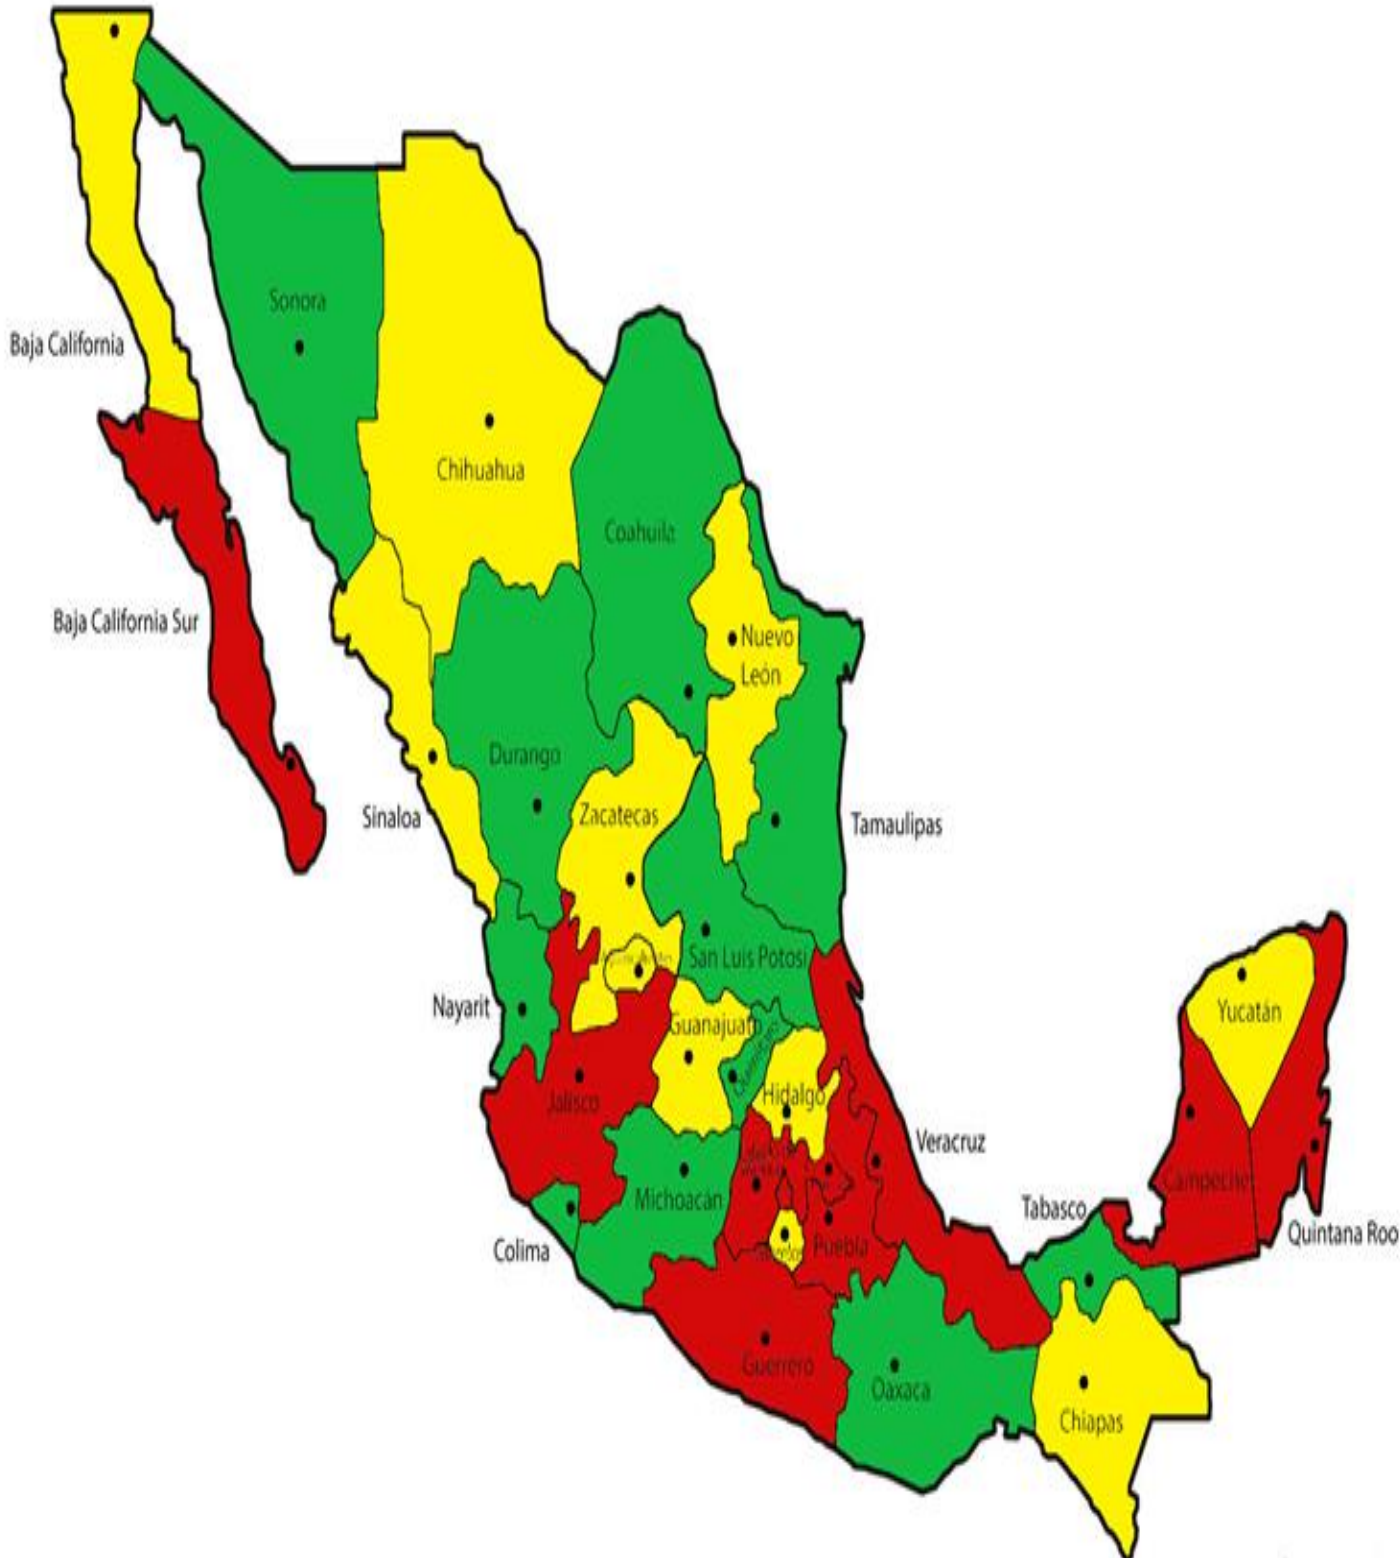 Sonora
Baja California
Chihuahua
Coahuila
Baja California Sur
Nuevo
León
Durango
Sinaloa
Zacatecas
Tamaulipas
San Luis Potosi
Nayarit
Yucatán
Guanajuato
Hidalgo
Jalisco
Veracruz
Campeche
Michoacán
Tabasco
Quintana Roo
Colima
Puebla
Guerrero
Oaxaca
Chiapas